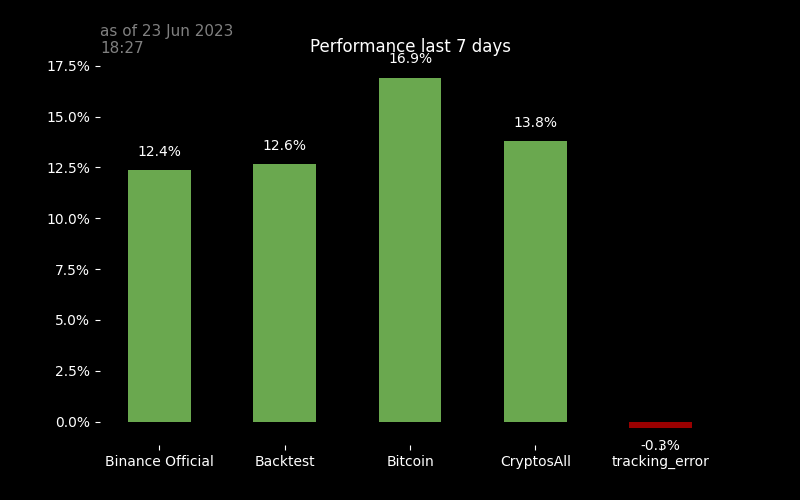 as of 23 Jun 2023
18:27
Performance last 7 days
17.5%
15.0%
12.5%
10.0%
7.5%
5.0%
2.5%
0.0%
12.4%
12.6%
16.9%
13.8%
-0.3%
Binance Official
Backtest
Bitcoin
CryptosAll
tracking_error